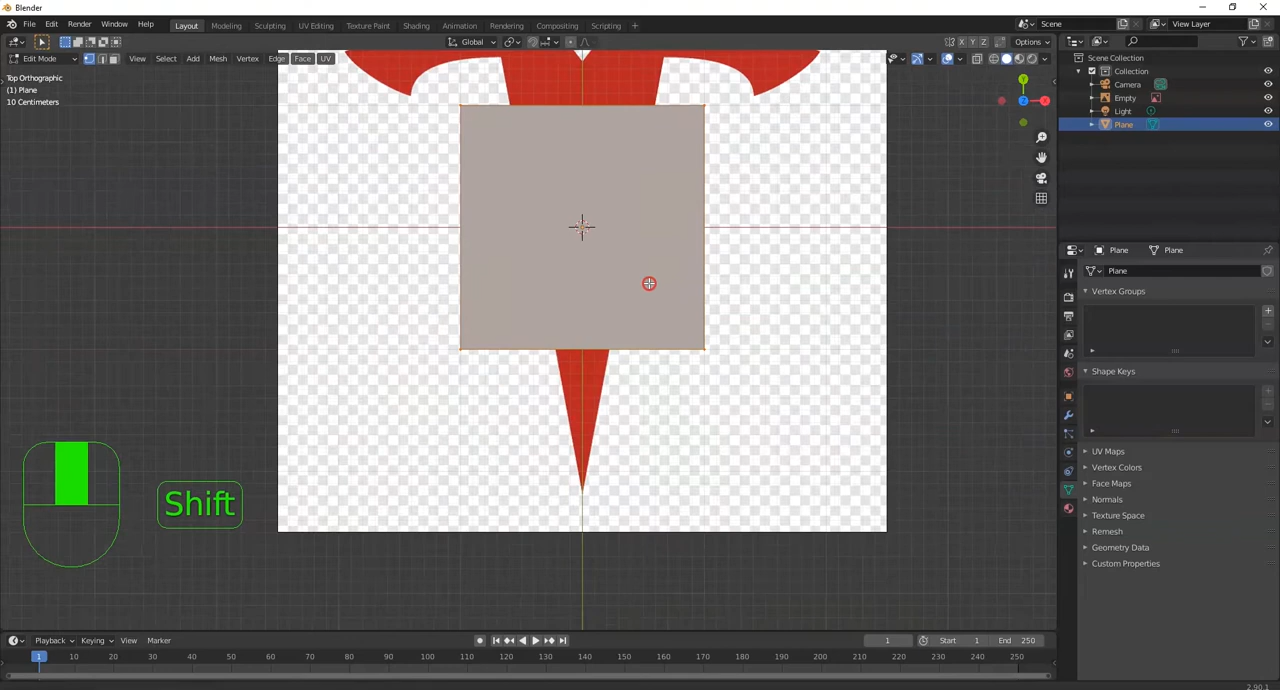 Blender
File Edit Render Window Help Layout Modeling Sculpting UV Editing Texture Paint Shading Animation Rendering Compositing Scripting + Scene View Layer
Global X Y Z Options
Edit Mode View Select Add Mesh Vertex Edge Face UV
Top Orthographic
(1) Plane
10 Centimeters
Scene Collection
Collection
Camera
Empty
Light
Plane
X
Plane Plane
Plane
Vertex Groups
Shape Keys
UV Maps
Vertex Colors
Face Maps
Normals
Texture Space
Remesh
Geometry Data
Custom Properties
Shift
Playback Keying View Marker 1 Start 1 End 250
1 10 20 30 40 50 60 70 80 90 100 110 120 130 140 150 160 170 180 190 200 210 220 230 240 250
2.90.1